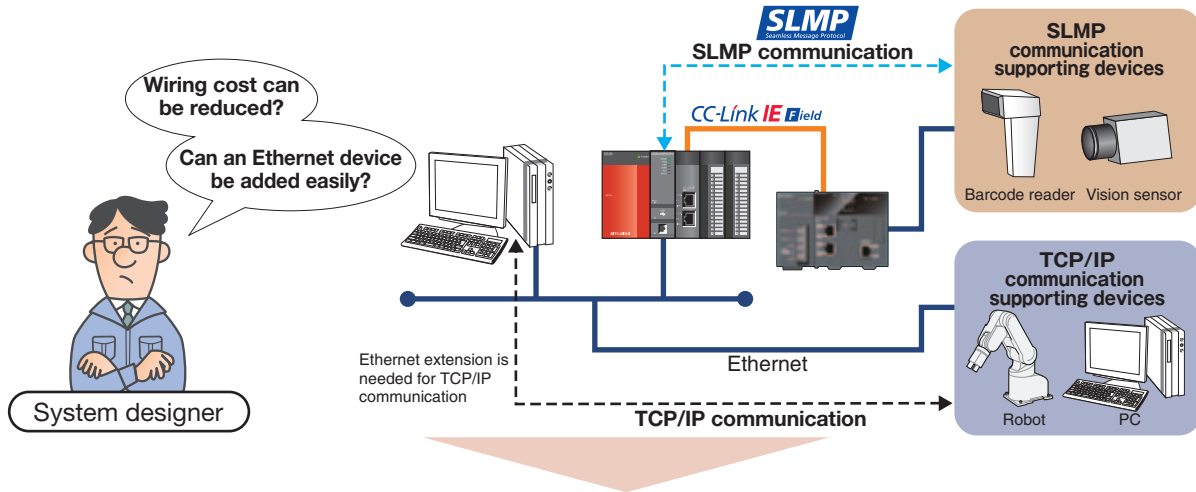 SLMP
Seamless Message Protocol
SLMP communication
SLMP
communication
supporting devices
Wiring cost can
be reduced?
CC-Link IE Field
Can an Ethernet device
be added easily?
Barcode reader
Vision sensor
TCP/IP
communication
supporting devices
Ethernet extension is
needed for TCP/IP
communication
Ethernet
System designer
TCP/IP communication
Robot
PC